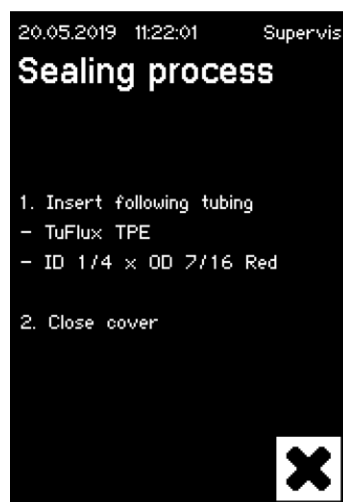 20.05.2019 11:22:01 Supervis
Sealing process
1. Insert following tubing
- TuFlux TPE
- ID 1/4 x OD 7/16 Red
2. Close cover